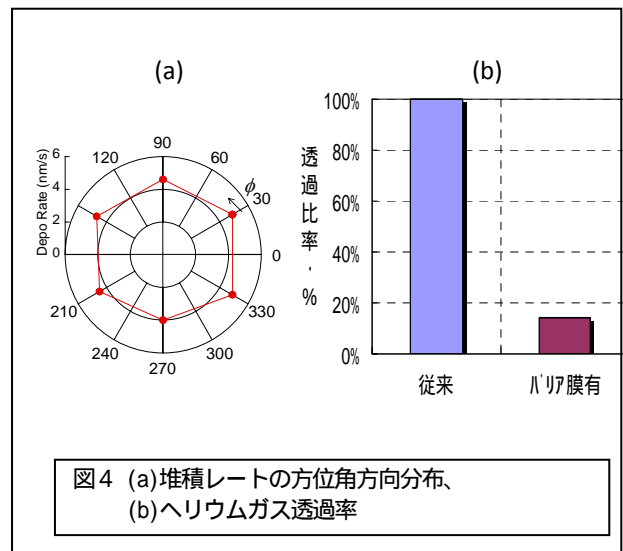 (a)
(b)
Depo Rate (nm/s)
6
4
2
0
90
120
60
φ
30
0
210
330
240
300
270
透過比率・%
100%
80%
60%
40%
20%
0%
従来
バリア膜有
図4 (a)堆積レートの方位角方向分布、
(b)ヘリウムガス透過率